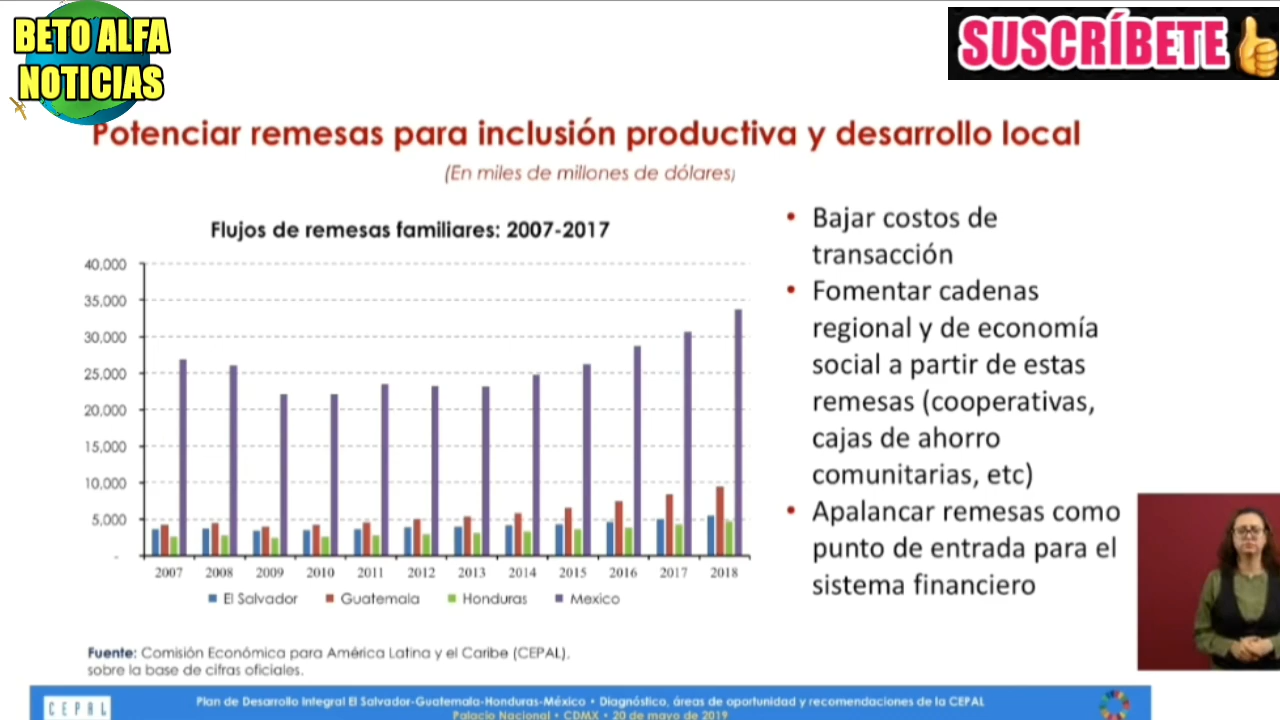 BETO ALFA
NOTICIAS
SUSCRÍBETE
Potenciar remesas para inclusión productiva y desarrollo local
(En miles de millones de dólares)
Flujos de remesas familiares: 2007-2017
40,000
35,000
30,000
25,000
20,000
15,000
10,000
5,000
-
2007 2008 2009 2010 2011 2012 2013 2014 2015 2016 2017 2018
El Salvador Guatemala Honduras Mexico
• Bajar costos de
transacción
• Fomentar cadenas
regional y de economía
social a partir de estas
remesas (cooperativas,
cajas de ahorro
comunitarias, etc)
• Apalancar remesas como
punto de entrada para el
sistema financiero
Fuente: Comisión Económica para América Latina y el Caribe (CEPAL),
sobre la base de cifras oficiales.
CEPAL
Plan de Desarrollo Integral El Salvador-Guatemala-Honduras-México • Diagnóstico, áreas de oportunidad y recomendaciones de la CEPAL
Palacio Nacional • CDMX • 20 de mayo de 2019